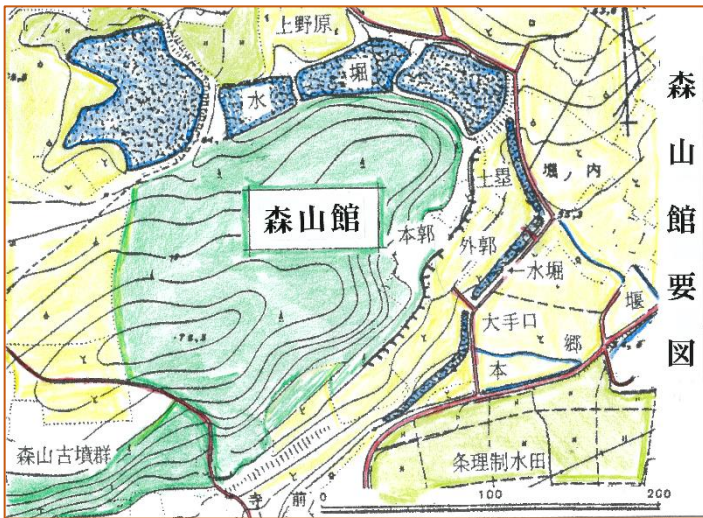 森山館要図
上野原
水
堀
堀ノ内
土塁
森山館
本郭
外郭
水堀
大手口
堰
本
郷
78,3
森山古墳群
条理制水田
寺前
0
100
200